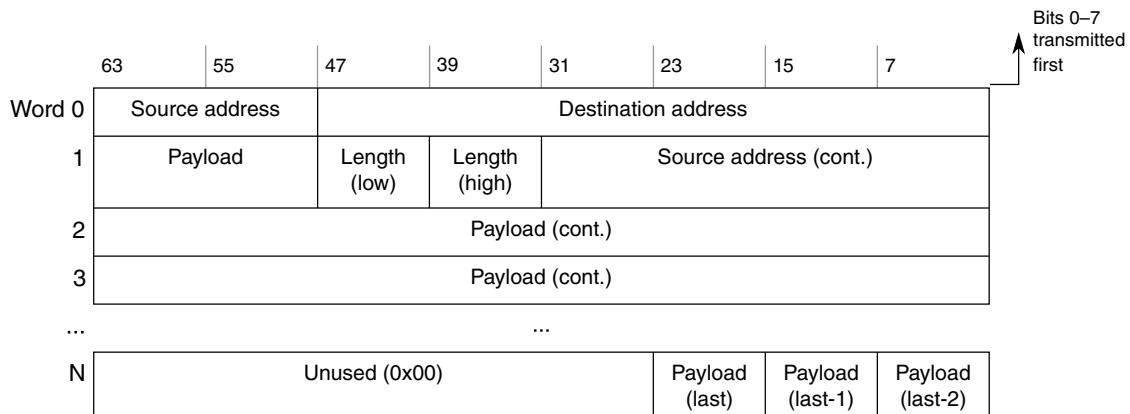 Bits 0–7
transmitted
first
63 55 47 39 31 23 15 7
Word 0 Source address Destination address
1 Payload Length (low) Length (high) Source address (cont.)
2 Payload (cont.)
3 Payload (cont.)
... ...
N Unused (0x00) Payload (last) Payload (last-1) Payload (last-2)